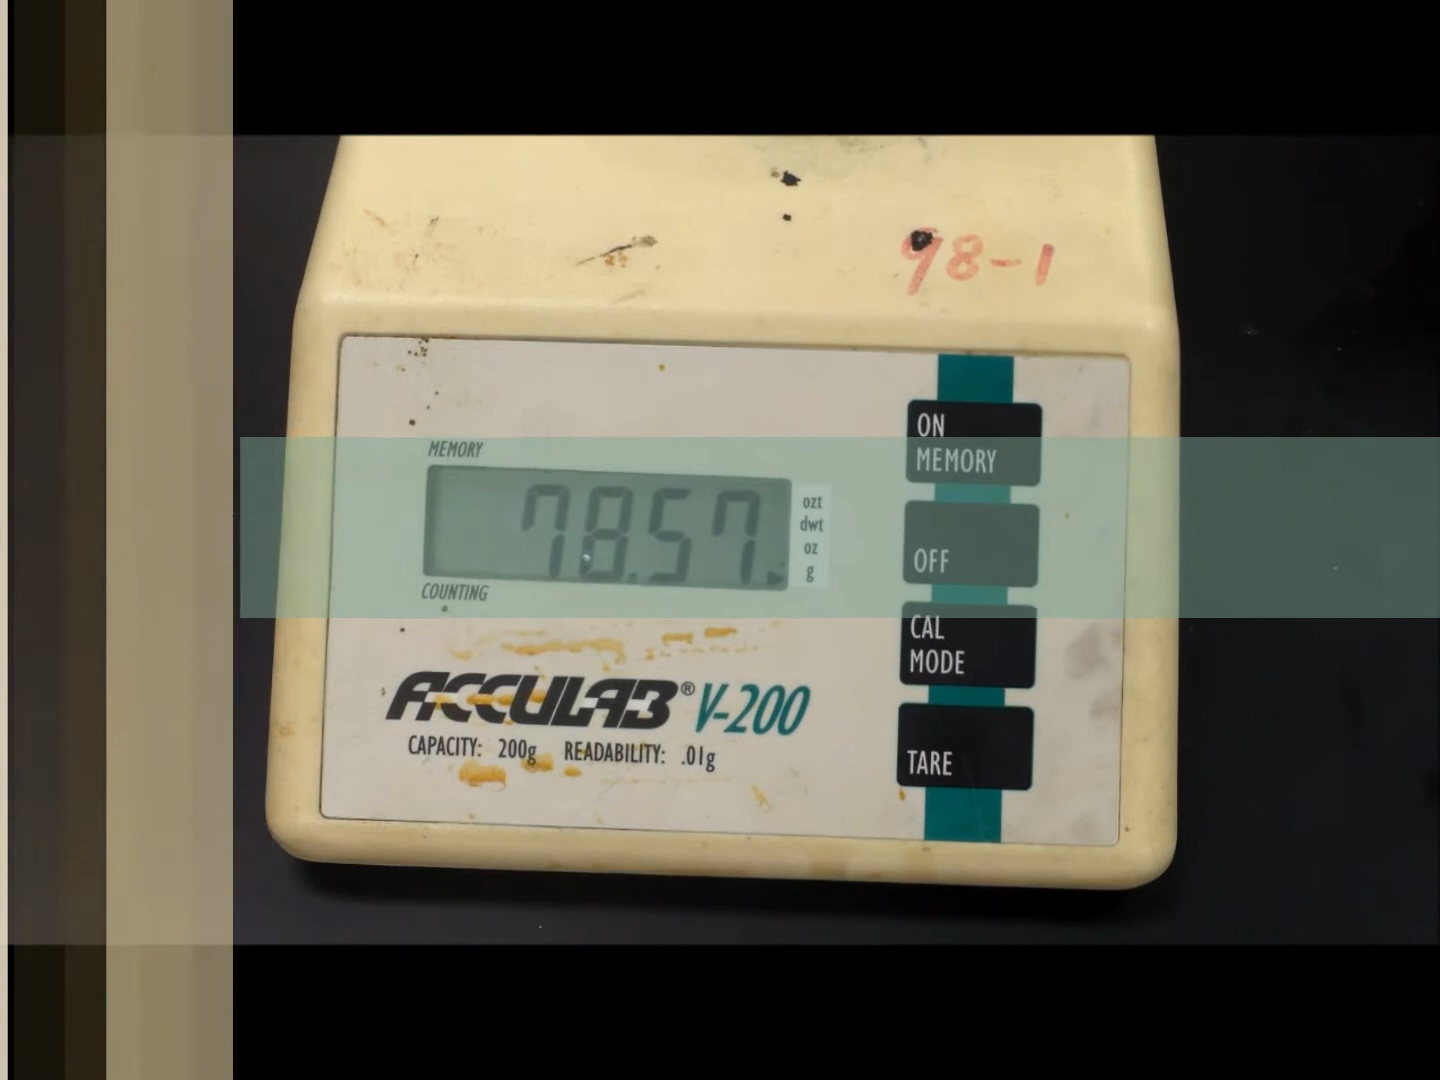 98-1
MEMORY
78.57
ozt
dwt
oz
g
COUNTING
ACCULAB® V-200
CAPACITY: 200g READABILITY: .01g
ON
MEMORY
OFF
CAL
MODE
TARE